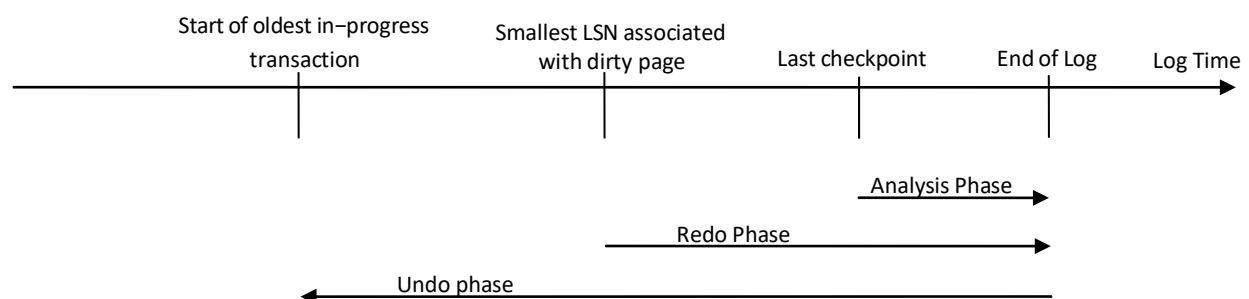 Start of oldest in−progress
transaction
Smallest LSN associated
with dirty page
Last checkpoint
End of Log
Log Time
Analysis Phase
Redo Phase
Undo phase